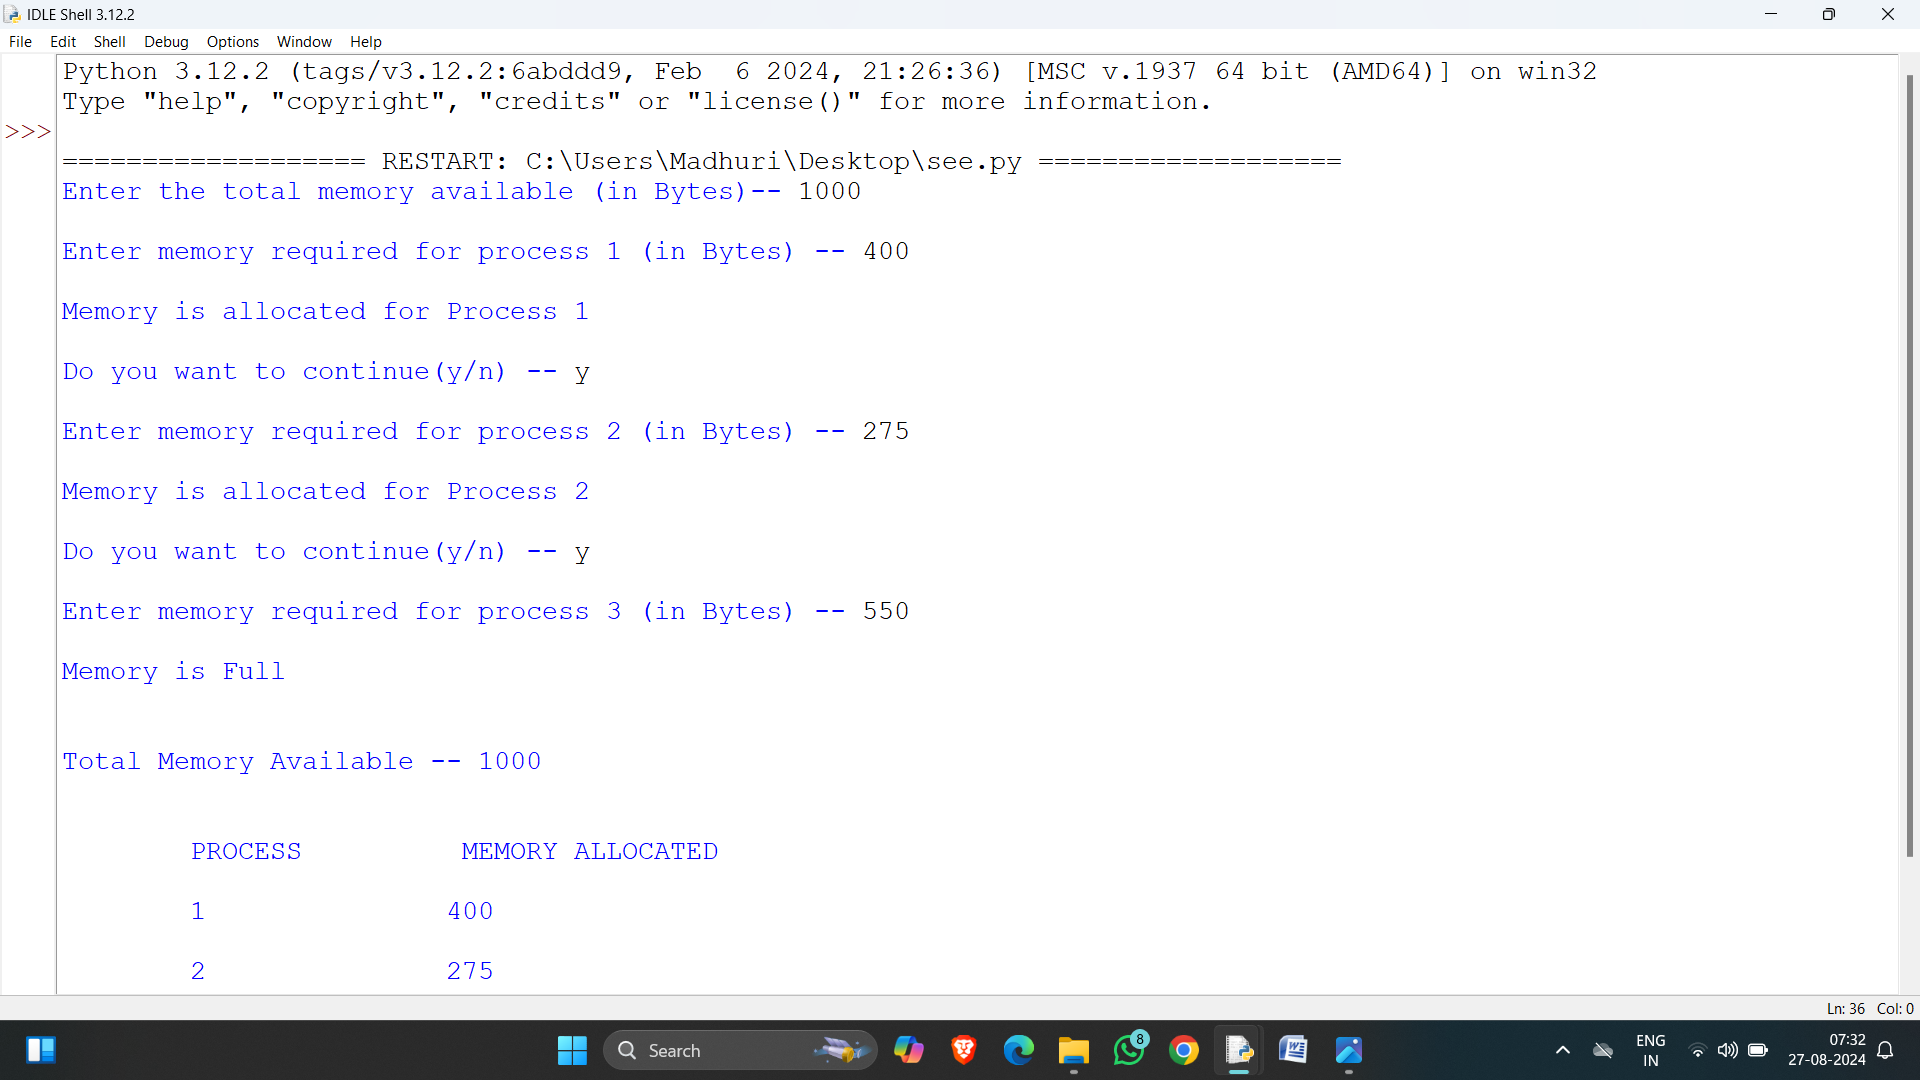 IDLE Shell 3.12.2
File Edit Shell Debug Options Window Help
Python 3.12.2 (tags/v3.12.2:6abddd9, Feb  6 2024, 21:26:36) [MSC v.1937 64 bit (AMD64)] on win32
Type "help", "copyright", "credits" or "license()" for more information.
>>>
=================== RESTART: C:\Users\Madhuri\Desktop\see.py ===================
Enter the total memory available (in Bytes)-- 1000
Enter memory required for process 1 (in Bytes) -- 400
Memory is allocated for Process 1
Do you want to continue(y/n) -- y
Enter memory required for process 2 (in Bytes) -- 275
Memory is allocated for Process 2
Do you want to continue(y/n) -- y
Enter memory required for process 3 (in Bytes) -- 550
Memory is Full
Total Memory Available -- 1000
PROCESS MEMORY ALLOCATED
1 400
2 275
Ln: 36 Col: 0
Search
8
ENG
IN
07:32
27-08-2024